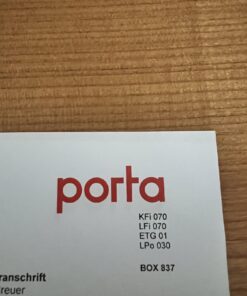 porta
KFi 070
LFi 070
ETG 01
LPo 030
BOX 837
ranschrift
reuer